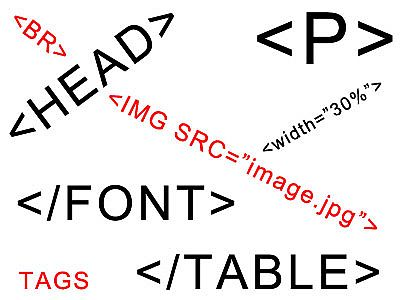 <BR>
<HEAD>
<P>
<IMG SRC="image.jpg">
<width="30%">
</FONT>
TAGS
</TABLE>